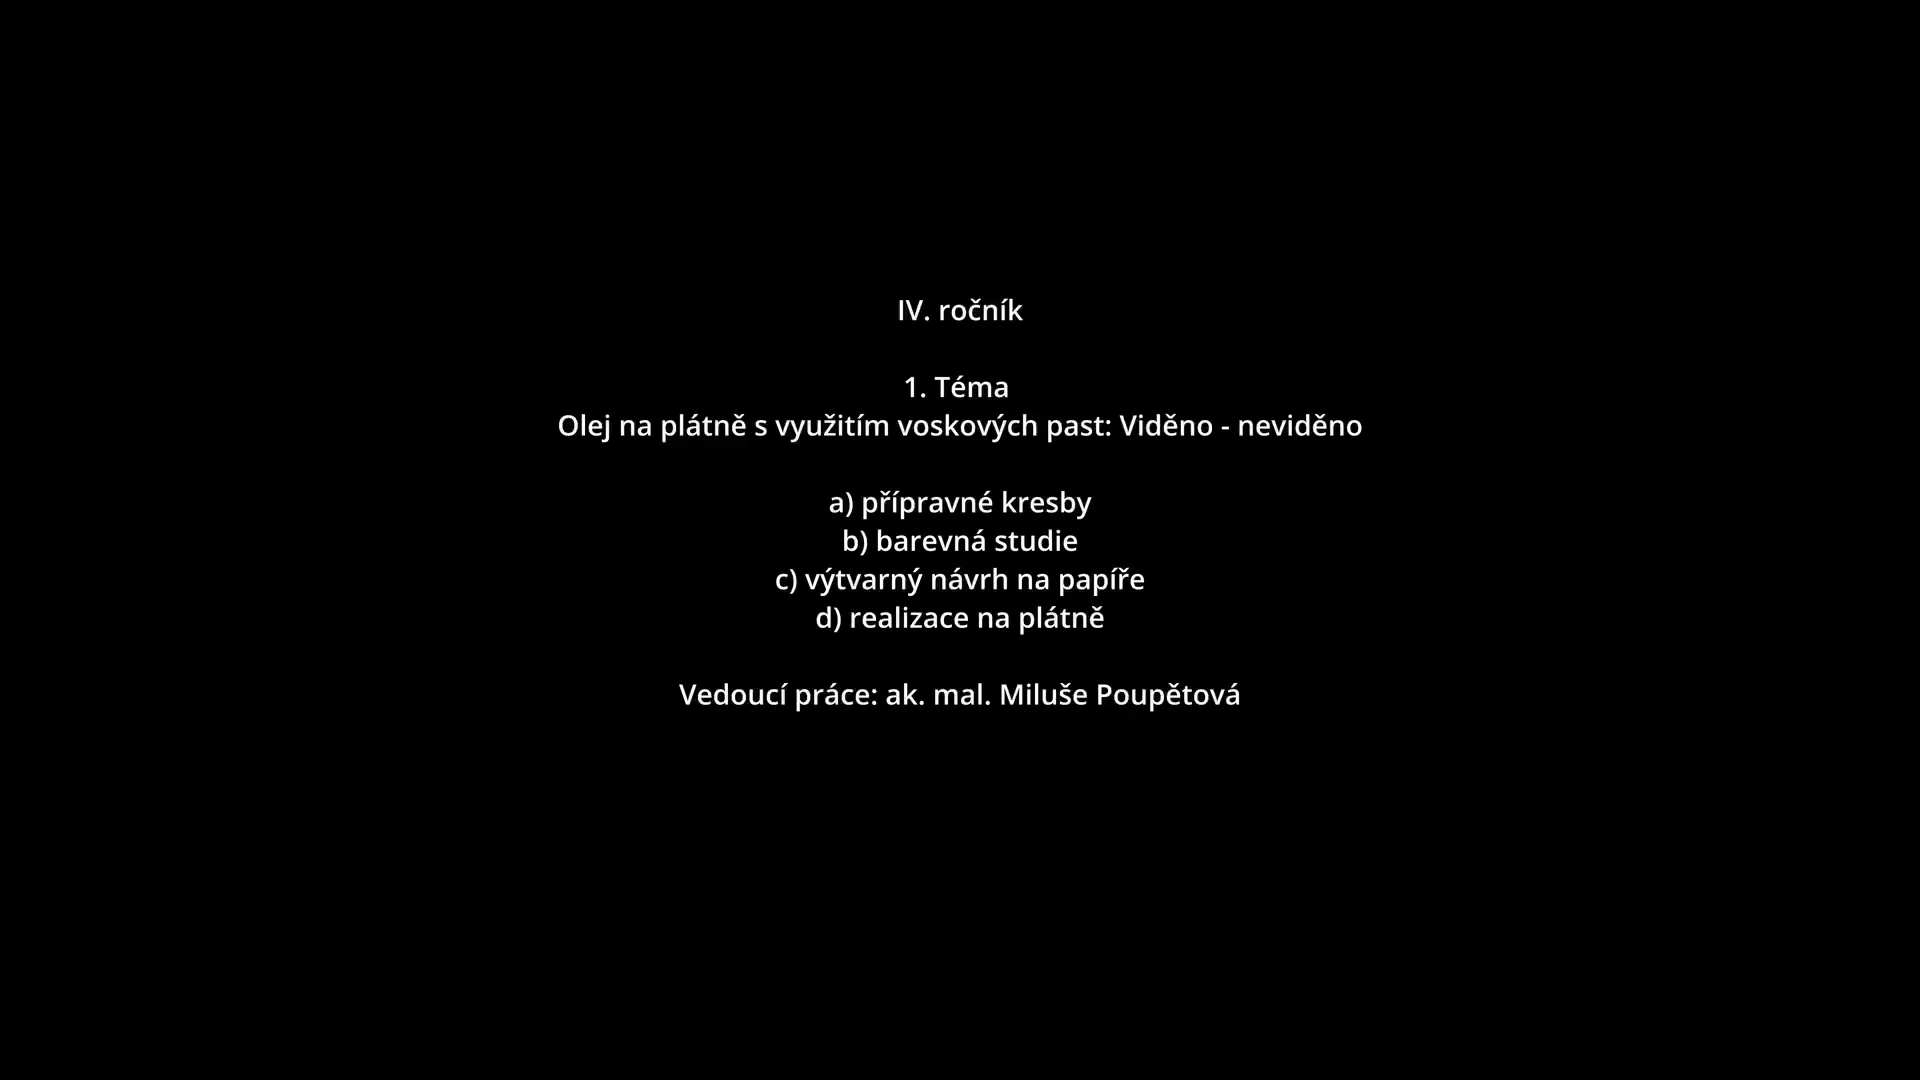 IV. ročník
1. Téma
Olej na plátně s využitím voskových past: Viděno - neviděno
a) přípravné kresby
b) barevná studie
c) výtvarný návrh na papíře
d) realizace na plátně
Vedoucí práce: ak. mal. Miluše Poupětová